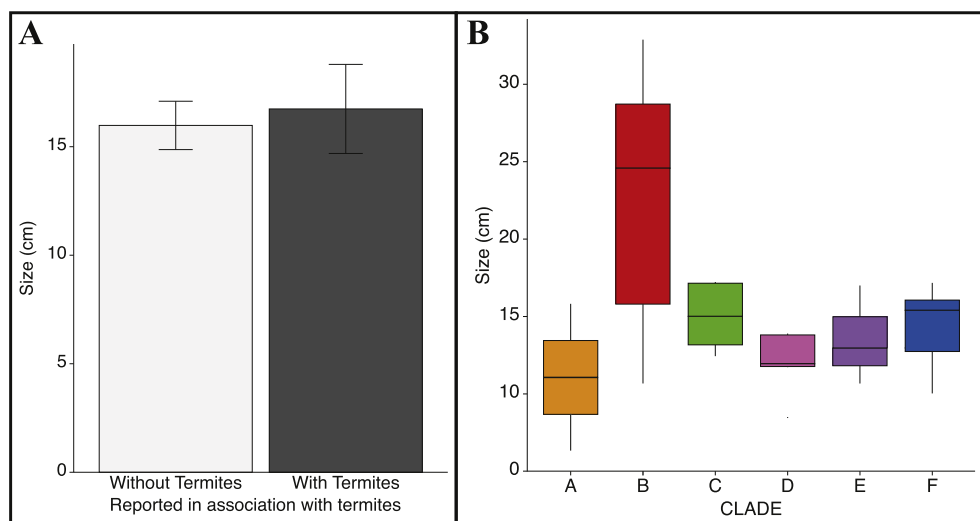 A
Size (cm)
15
10
5
0
Without Termites
With Termites
Reported in association with termites
B
Size (cm)
30
25
20
15
10
0
A
B
C
D
E
F
CLADE